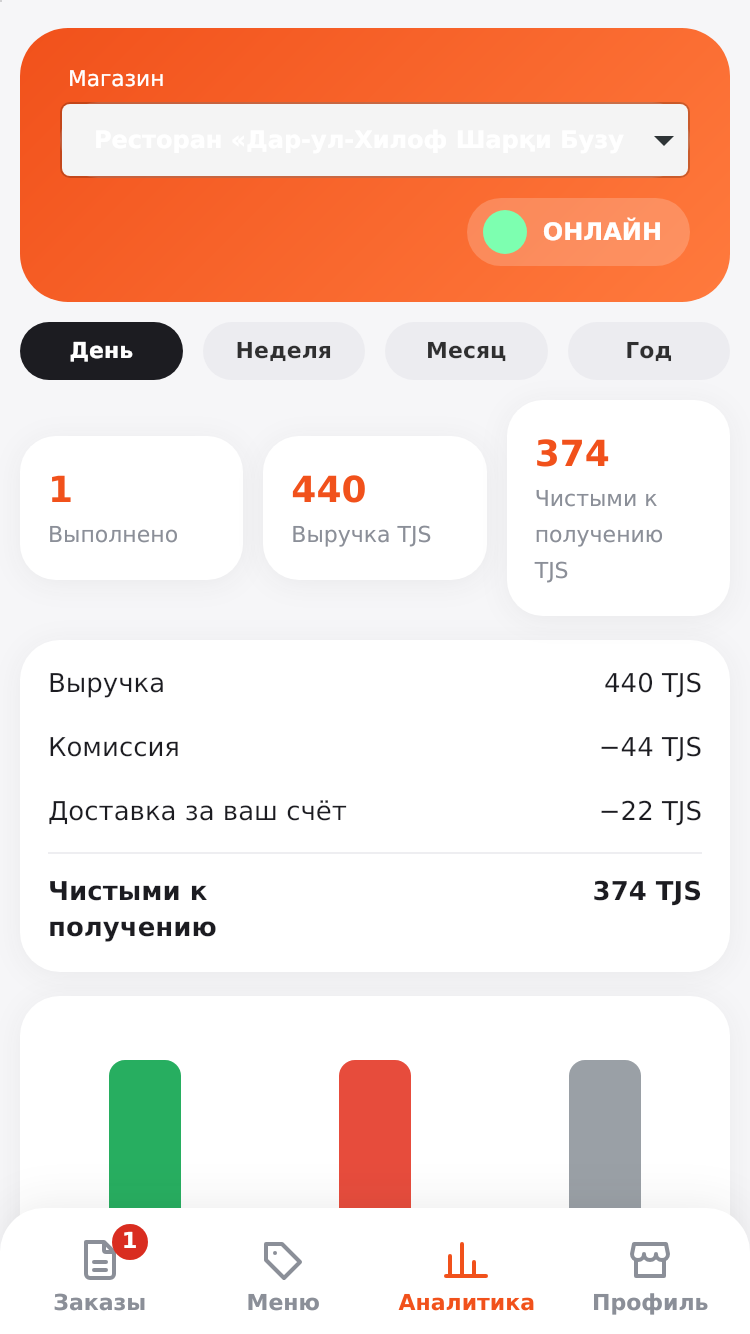 Магазин
Ресторан «Дар-ул-Хилоф Шарқи Бузу
ОНЛАЙН
День
Неделя
Месяц
Год
1
Выполнено
440
Выручка TJS
374
Чистыми к
получению
TJS
Выручка
440 TJS
Комиссия
−44 TJS
Доставка за ваш счёт
−22 TJS
Чистыми к
получению
374 TJS
1
Заказы
Меню
Аналитика
Профиль